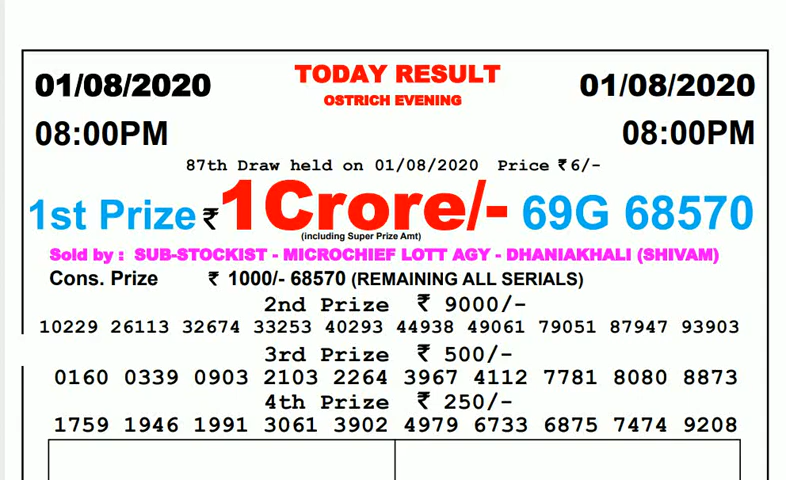 TODAY RESULT
01/08/2020 OSTRICH EVENING 01/08/2020
08:00PM 08:00PM
87th Draw held on 01/08/2020 Price ₹6/-
1st Prize ₹1Crore/- 69G 68570
(including Super Prize Amt)
Sold by : SUB-STOCKIST - MICROCHIEF LOTT AGY - DHANIAKHALI (SHIVAM)
Cons. Prize ₹ 1000/- 68570 (REMAINING ALL SERIALS)
2nd Prize ₹ 9000/-
10229 26113 32674 33253 40293 44938 49061 79051 87947 93903
3rd Prize ₹ 500/-
0160 0339 0903 2103 2264 3967 4112 7781 8080 8873
4th Prize ₹ 250/-
1759 1946 1991 3061 3902 4979 6733 6875 7474 9208